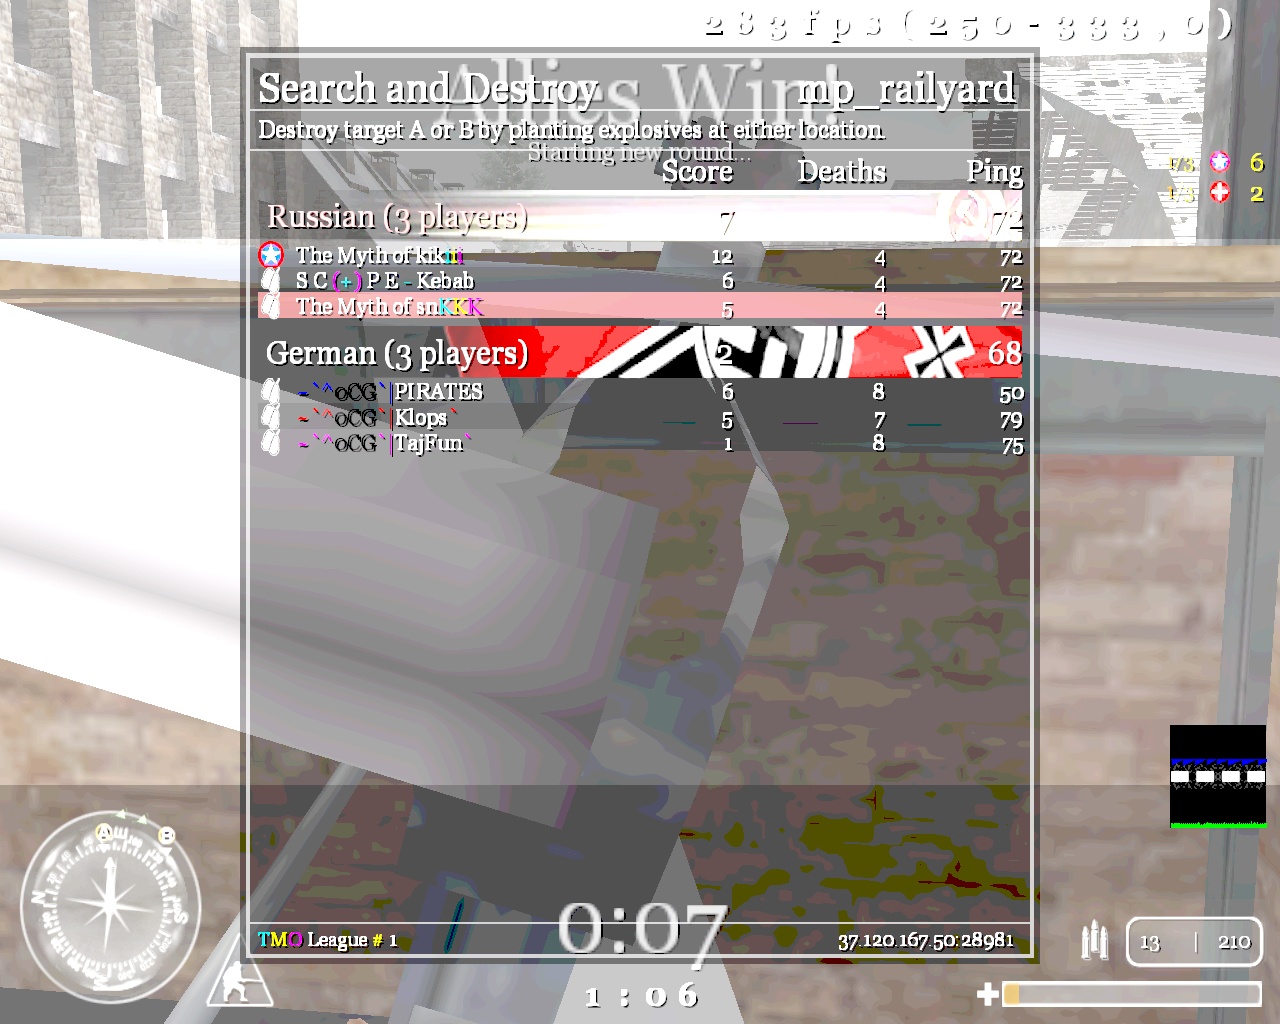 283fps(250-333,0)
Allies Win!
Search and Destroy mp_railyard
Destroy target A or B by planting explosives at either location.
Starting new round...
Score Deaths Ping
1/3 6
1/3 2
Russian (3 players) 7 72
The Myth of kikiii 12 4 72
S C (+) P E - Kebab 6 4 72
The Myth of snKKK 5 4 72
German (3 players) 2 68
~`^oCG`|PIRATES 6 8 50
~`^oCG`|Klops` 5 7 79
~`^oCG`|TajFun` 1 8 75
A B
N S
TMO League # 1 0:07 37.120.167.50:28981
13 | 210
1:06